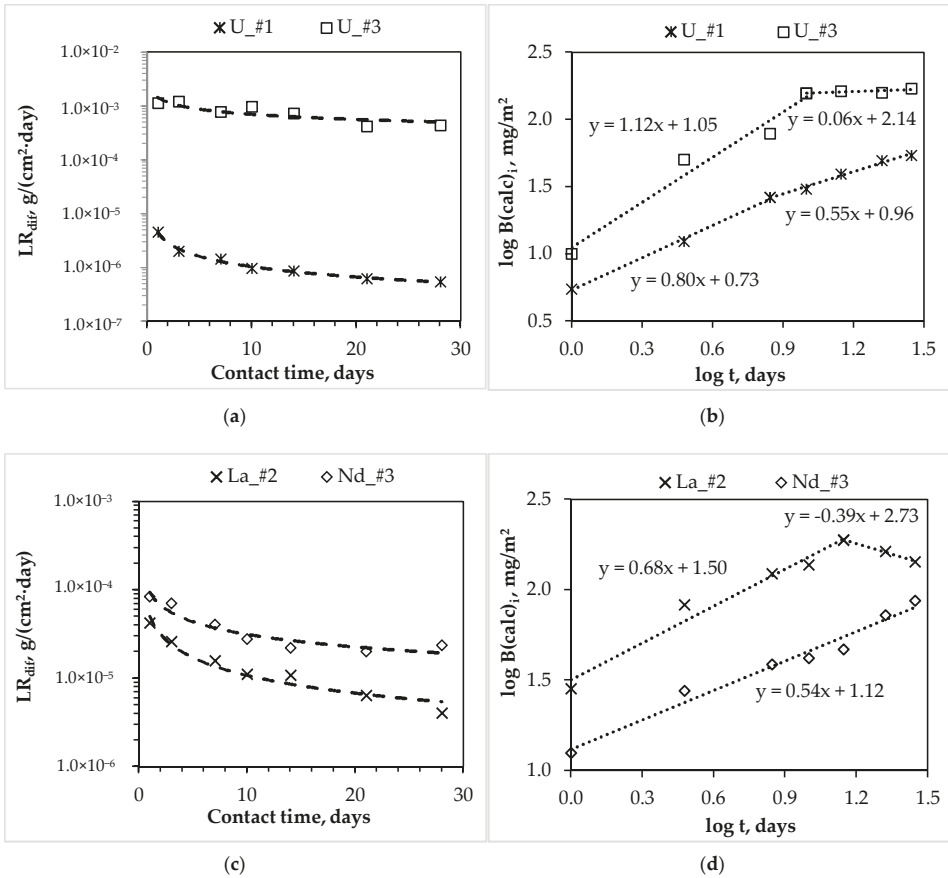 U_#1 U_#3
1.0×10⁻²
1.0×10⁻³
1.0×10⁻⁴
1.0×10⁻⁵
1.0×10⁻⁶
1.0×10⁻⁷
LR_dif, g/(cm²·day)
0 10 20 30
Contact time, days
(a)
U_#1 U_#3
2.5
2.0
1.5
1.0
0.5
log B(calc)_i, mg/m²
y = 1.12x + 1.05
y = 0.06x + 2.14
y = 0.55x + 0.96
y = 0.80x + 0.73
0.0 0.3 0.6 0.9 1.2 1.5
log t, days
(b)
La_#2 Nd_#3
1.0×10⁻³
1.0×10⁻⁴
1.0×10⁻⁵
1.0×10⁻⁶
LR_dif, g/(cm²·day)
0 10 20 30
Contact time, days
(c)
La_#2 Nd_#3
2.5
2.0
1.5
1.0
log B(calc)_i, mg/m²
y = -0.39x + 2.73
y = 0.68x + 1.50
y = 0.54x + 1.12
0.0 0.3 0.6 0.9 1.2 1.5
log t, days
(d)